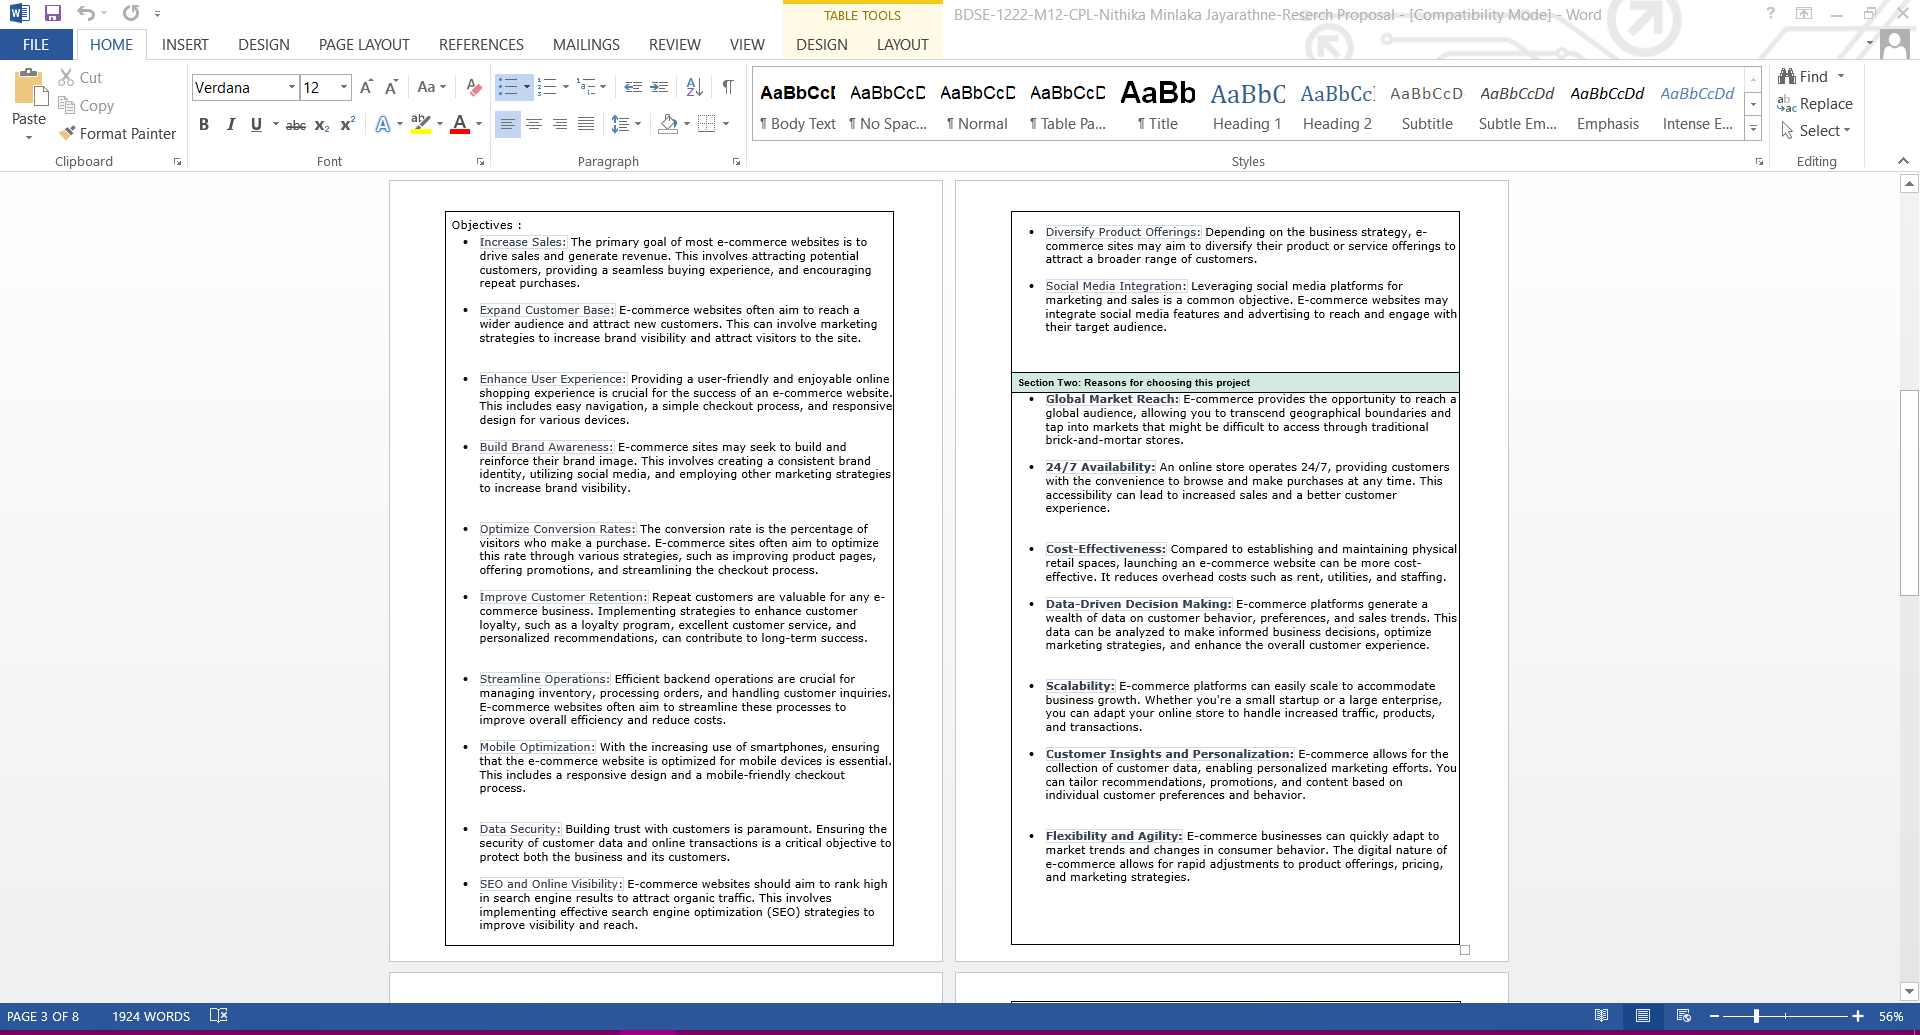 TABLE TOOLS
BDSE-1222-M12-CPL-Nithika Minlaka Jayarathne-Reserch Proposal - [Compatibility Mode] - Word
FILE HOME INSERT DESIGN PAGE LAYOUT REFERENCES MAILINGS REVIEW VIEW DESIGN LAYOUT
Paste
Cut
Copy
Format Painter
Clipboard
Verdana 12
Font
Paragraph
AaBbCcI AaBbCcD AaBbCcD AaBbCcD AaBb AaBbC AaBbCc AaBbCcD AaBbCcDd AaBbCcDd AaBbCcDd
¶ Body Text ¶ No Spac... ¶ Normal ¶ Table Pa... ¶ Title Heading 1 Heading 2 Subtitle Subtle Em... Emphasis Intense E...
Styles
Find
Replace
Select
Editing
Objectives :
• Increase Sales: The primary goal of most e-commerce websites is to
drive sales and generate revenue. This involves attracting potential
customers, providing a seamless buying experience, and encouraging
repeat purchases.
• Expand Customer Base: E-commerce websites often aim to reach a
wider audience and attract new customers. This can involve marketing
strategies to increase brand visibility and attract visitors to the site.
• Enhance User Experience: Providing a user-friendly and enjoyable online
shopping experience is crucial for the success of an e-commerce website.
This includes easy navigation, a simple checkout process, and responsive
design for various devices.
• Build Brand Awareness: E-commerce sites may seek to build and
reinforce their brand image. This involves creating a consistent brand
identity, utilizing social media, and employing other marketing strategies
to increase brand visibility.
• Optimize Conversion Rates: The conversion rate is the percentage of
visitors who make a purchase. E-commerce sites often aim to optimize
this rate through various strategies, such as improving product pages,
offering promotions, and streamlining the checkout process.
• Improve Customer Retention: Repeat customers are valuable for any e-
commerce business. Implementing strategies to enhance customer
loyalty, such as a loyalty program, excellent customer service, and
personalized recommendations, can contribute to long-term success.
• Streamline Operations: Efficient backend operations are crucial for
managing inventory, processing orders, and handling customer inquiries.
E-commerce websites often aim to streamline these processes to
improve overall efficiency and reduce costs.
• Mobile Optimization: With the increasing use of smartphones, ensuring
that the e-commerce website is optimized for mobile devices is essential.
This includes a responsive design and a mobile-friendly checkout
process.
• Data Security: Building trust with customers is paramount. Ensuring the
security of customer data and online transactions is a critical objective to
protect both the business and its customers.
• SEO and Online Visibility: E-commerce websites should aim to rank high
in search engine results to attract organic traffic. This involves
implementing effective search engine optimization (SEO) strategies to
improve visibility and reach.
• Diversify Product Offerings: Depending on the business strategy, e-
commerce sites may aim to diversify their product or service offerings to
attract a broader range of customers.
• Social Media Integration: Leveraging social media platforms for
marketing and sales is a common objective. E-commerce websites may
integrate social media features and advertising to reach and engage with
their target audience.
Section Two: Reasons for choosing this project
• Global Market Reach: E-commerce provides the opportunity to reach a
global audience, allowing you to transcend geographical boundaries and
tap into markets that might be difficult to access through traditional
brick-and-mortar stores.
• 24/7 Availability: An online store operates 24/7, providing customers
with the convenience to browse and make purchases at any time. This
accessibility can lead to increased sales and a better customer
experience.
• Cost-Effectiveness: Compared to establishing and maintaining physical
retail spaces, launching an e-commerce website can be more cost-
effective. It reduces overhead costs such as rent, utilities, and staffing.
• Data-Driven Decision Making: E-commerce platforms generate a
wealth of data on customer behavior, preferences, and sales trends. This
data can be analyzed to make informed business decisions, optimize
marketing strategies, and enhance the overall customer experience.
• Scalability: E-commerce platforms can easily scale to accommodate
business growth. Whether you're a small startup or a large enterprise,
you can adapt your online store to handle increased traffic, products,
and transactions.
• Customer Insights and Personalization: E-commerce allows for the
collection of customer data, enabling personalized marketing efforts. You
can tailor recommendations, promotions, and content based on
individual customer preferences and behavior.
• Flexibility and Agility: E-commerce businesses can quickly adapt to
market trends and changes in consumer behavior. The digital nature of
e-commerce allows for rapid adjustments to product offerings, pricing,
and marketing strategies.
PAGE 3 OF 8 1924 WORDS 56%